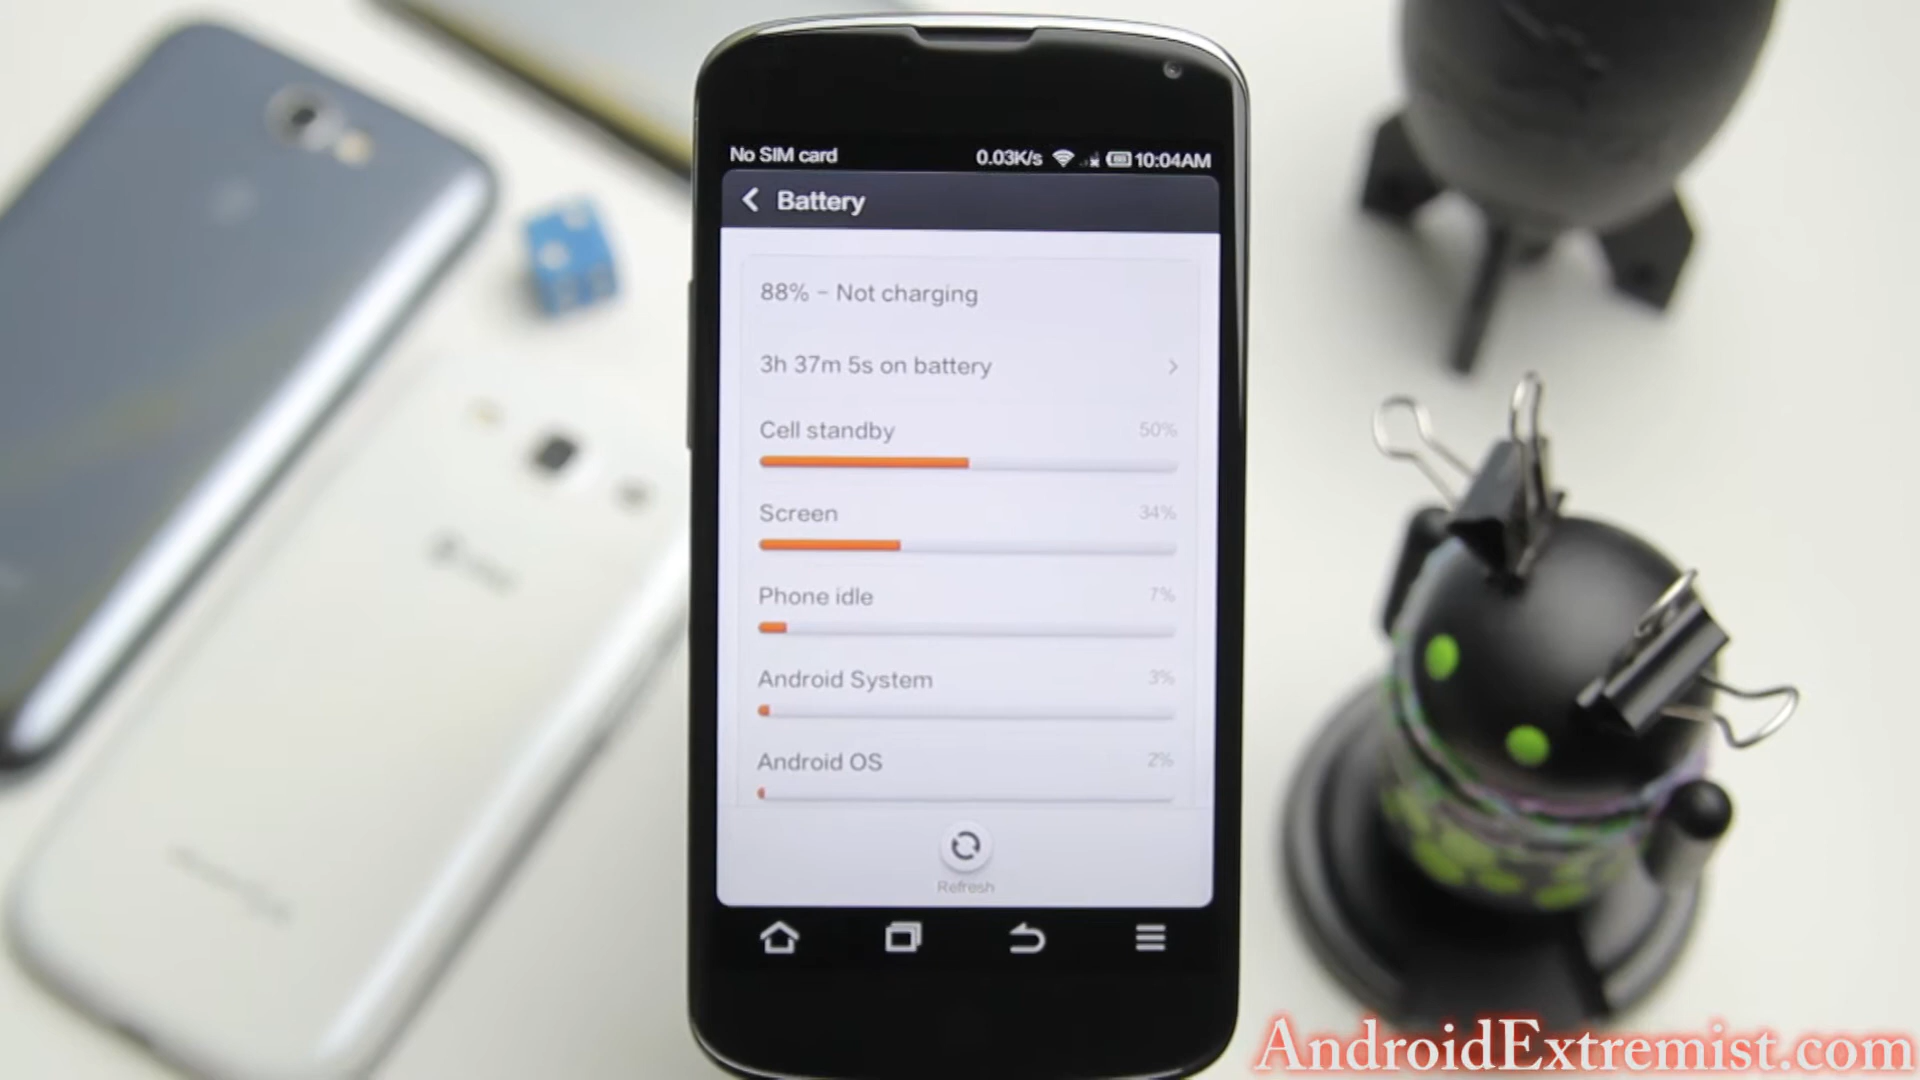 No SIM card 0.03K/s 10:04AM
Battery
88% – Not charging
3h 37m 5s on battery
Cell standby 50%
Screen 34%
Phone idle 7%
Android System 3%
Android OS 2%
Refresh
AndroidExtremist.com